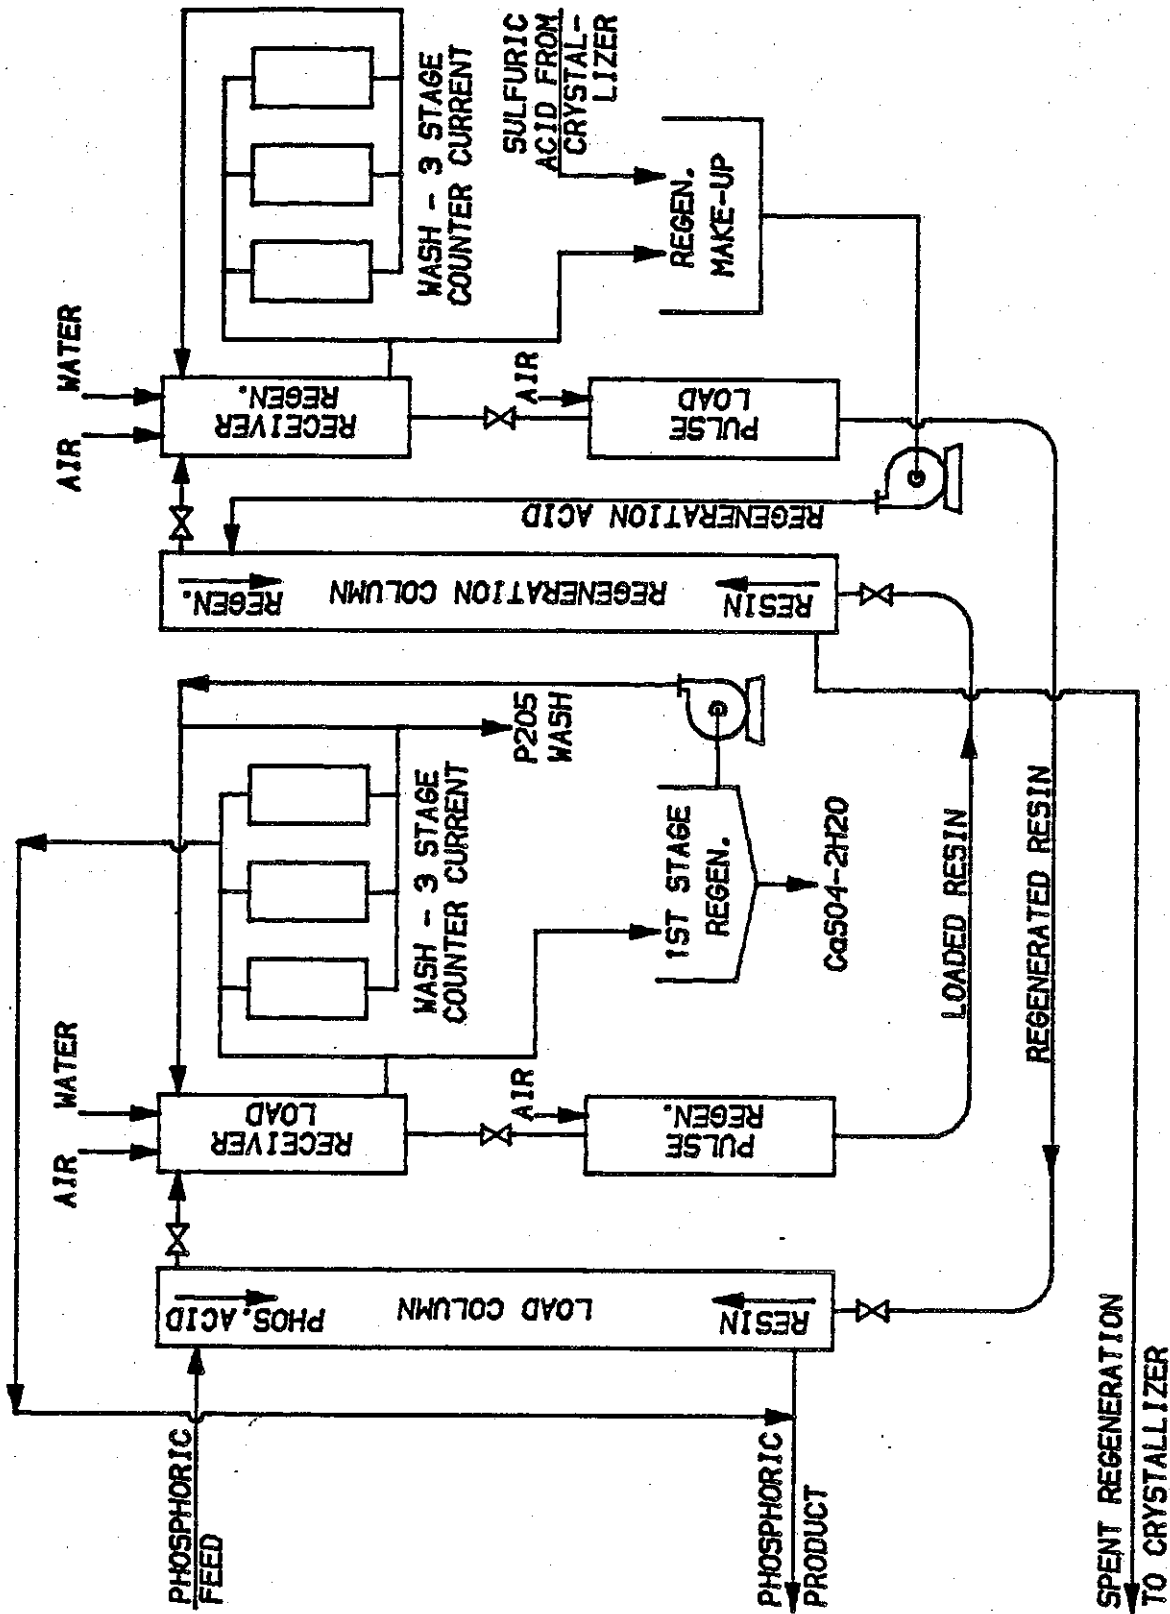 PHOSPHORIC
FEED
PHOSPHORIC
PRODUCT
SPENT REGENERATION
TO CRYSTALLIZER
PHOS.ACID
LOAD COLUMN
RESIN
AIR
WATER
RECEIVER
LOAD
AIR
PULSE
REGEN.
WASH - 3 STAGE
COUNTER CURRENT
P205
WASH
1ST STAGE
REGEN.
CaSO4-2H2O
LOADED RESIN
REGENERATED RESIN
REGEN.
REGENERATION COLUMN
RESIN
REGENERATION ACID
AIR
WATER
RECEIVER
REGEN.
AIR
PULSE
LOAD
WASH - 3 STAGE
COUNTER CURRENT
SULFURIC
ACID FROM
CRYSTAL-
LIZER
REGEN.
MAKE-UP